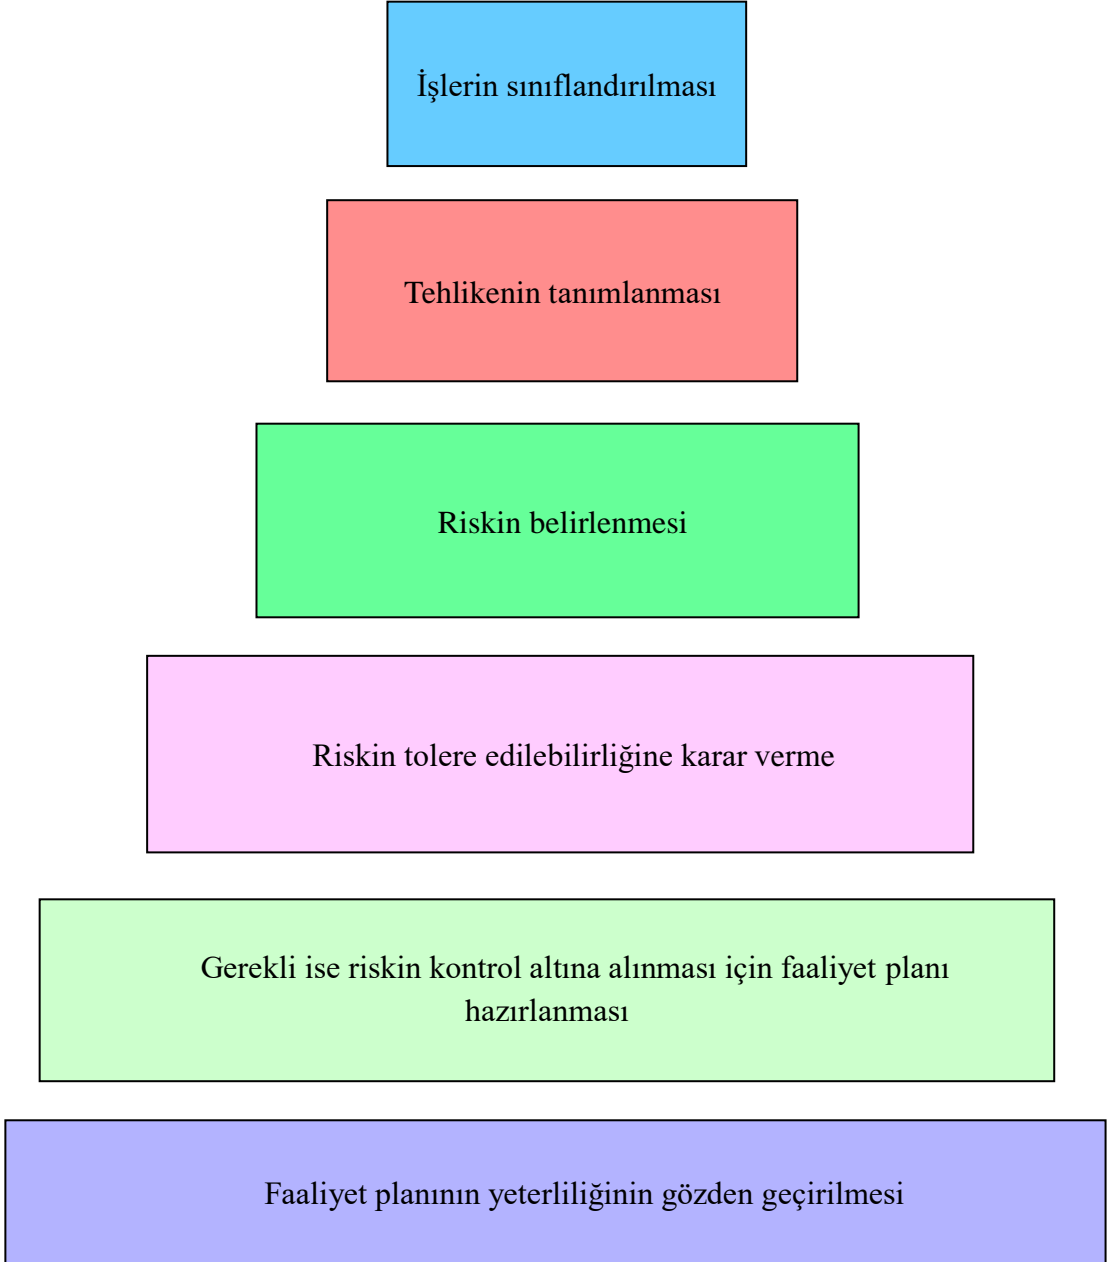 İşlerin sınıflandırılması
Tehlikenin tanımlanması
Riskin belirlenmesi
Riskin tolere edilebilirliğine karar verme
Gerekli ise riskin kontrol altına alınması için faaliyet planı
hazırlanması
Faaliyet planının yeterliliğinin gözden geçirilmesi